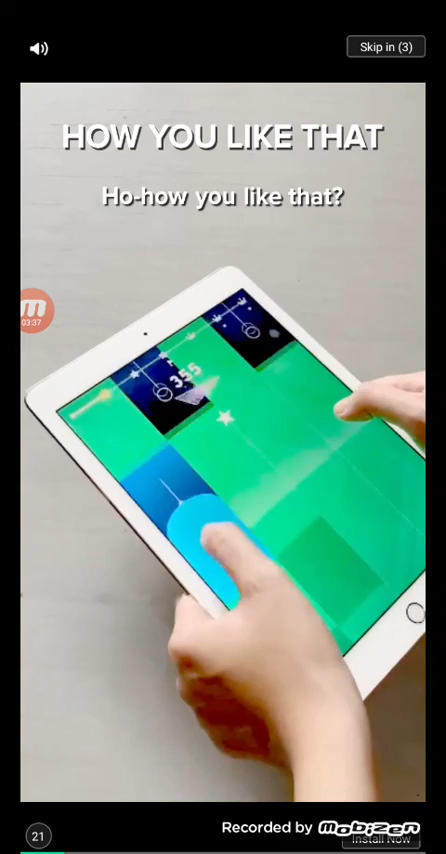 Skip in (3)
HOW YOU LIKE THAT
Ho-how you like that?
03:37
355
21
Recorded by Mobizen
Install Now